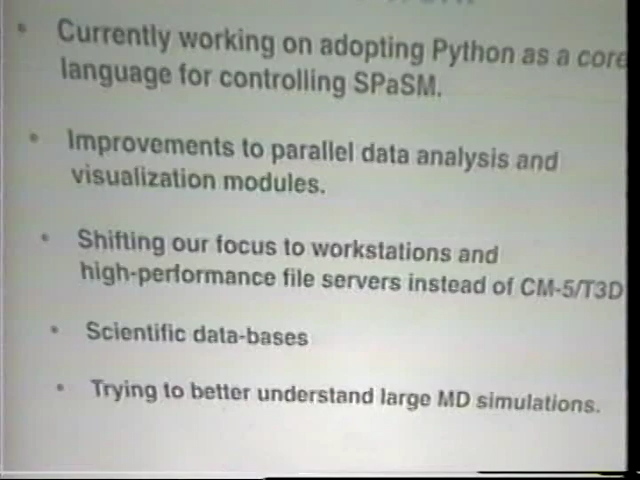 • Currently working on adopting Python as a core
language for controlling SPaSM.
• Improvements to parallel data analysis and
visualization modules.
• Shifting our focus to workstations and
high-performance file servers instead of CM-5/T3D
• Scientific data-bases
• Trying to better understand large MD simulations.